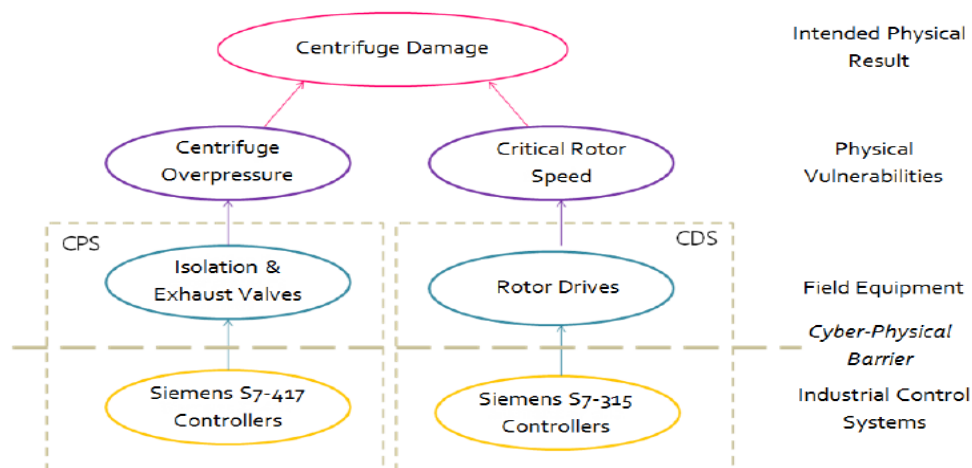 Centrifuge Damage
Intended Physical
Result
Centrifuge
Overpressure
Critical Rotor
Speed
Physical
Vulnerabilities
CPS
CDS
Isolation &
Exhaust Valves
Rotor Drives
Field Equipment
Cyber-Physical
Barrier
Siemens S7-417
Controllers
Siemens S7-315
Controllers
Industrial Control
Systems